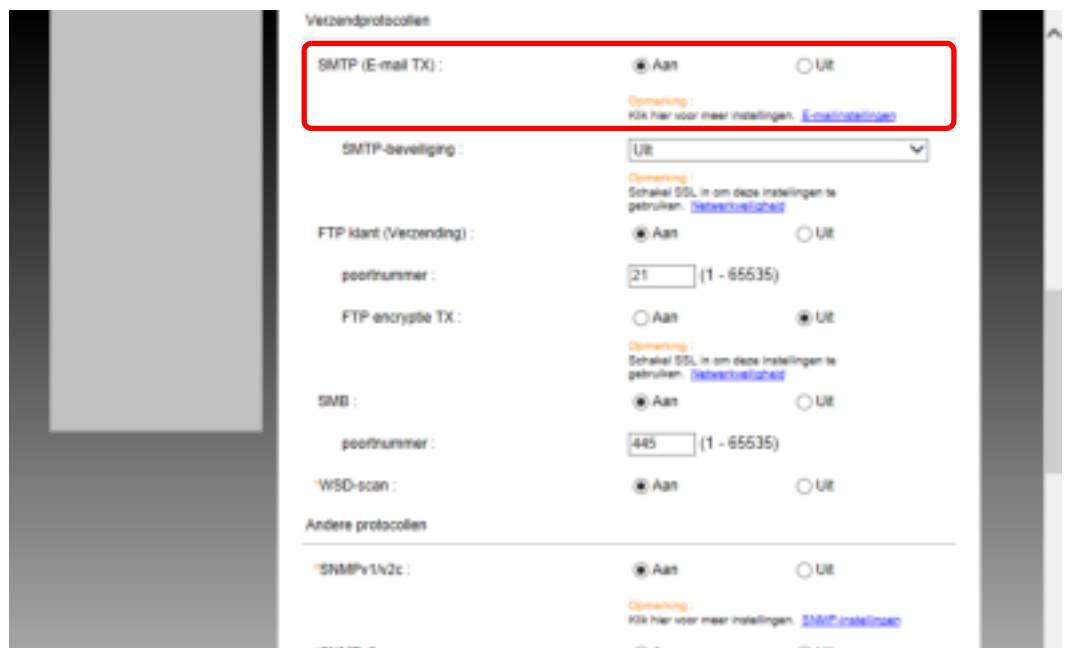 Verzendprotocollen
SMTP (E-mail TX) : Aan Uit
Opmerking :
Klik hier voor meer instellingen. E-mailinstellingen
SMTP-beveiliging : Uit
Opmerking :
Schakel SSL in om deze instellingen te
gebruiken. Netwerkveiligheid
FTP klant (Verzending) : Aan Uit
poortnummer : 21 (1 - 65535)
FTP encryptie TX : Aan Uit
Opmerking :
Schakel SSL in om deze instellingen te
gebruiken. Netwerkveiligheid
SMB : Aan Uit
poortnummer : 445 (1 - 65535)
*WSD-scan : Aan Uit
Andere protocollen
*SNMPv1/v2c : Aan Uit
Opmerking :
Klik hier voor meer instellingen. SNMP-instellingen